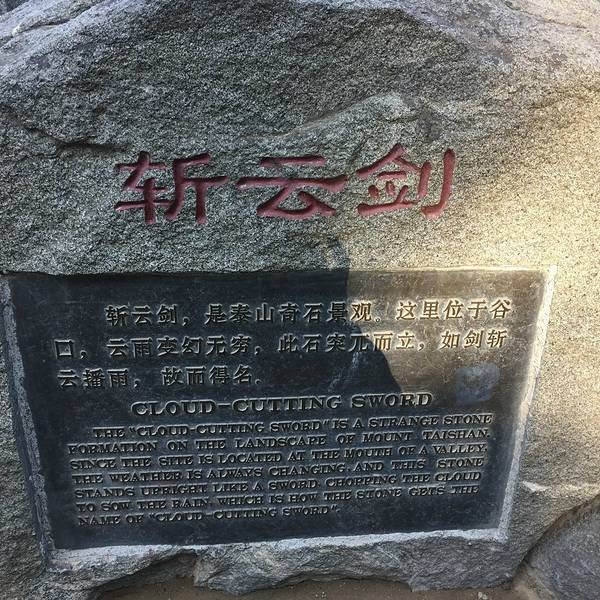 斩云剑
斩云剑，是泰山奇石景观。这里位于谷
口，云雨变幻无穷，此石突兀而立，如剑斩
云播雨，故而得名.
CLOUD-CUTTING SWORD
THE "CLOUD-CUTTING SWORD" IS A STRANGE STONE
FORMATION ON THE LANDSCAPE OF MOUNT TAISHAN.
SINCE THE SITE IS LOCATED AT THE MOUTH OF A VALLEY,
THE WEATHER IS ALWAYS CHANGING AND THIS STONE
STANDS UPRIGHT LIKE A SWORD CHOPPING THE CLOUD
TO SOW THE RAIN, WHICH IS HOW THE STONE GETS THE
NAME OF "CLOUD-CUTTING SWORD".